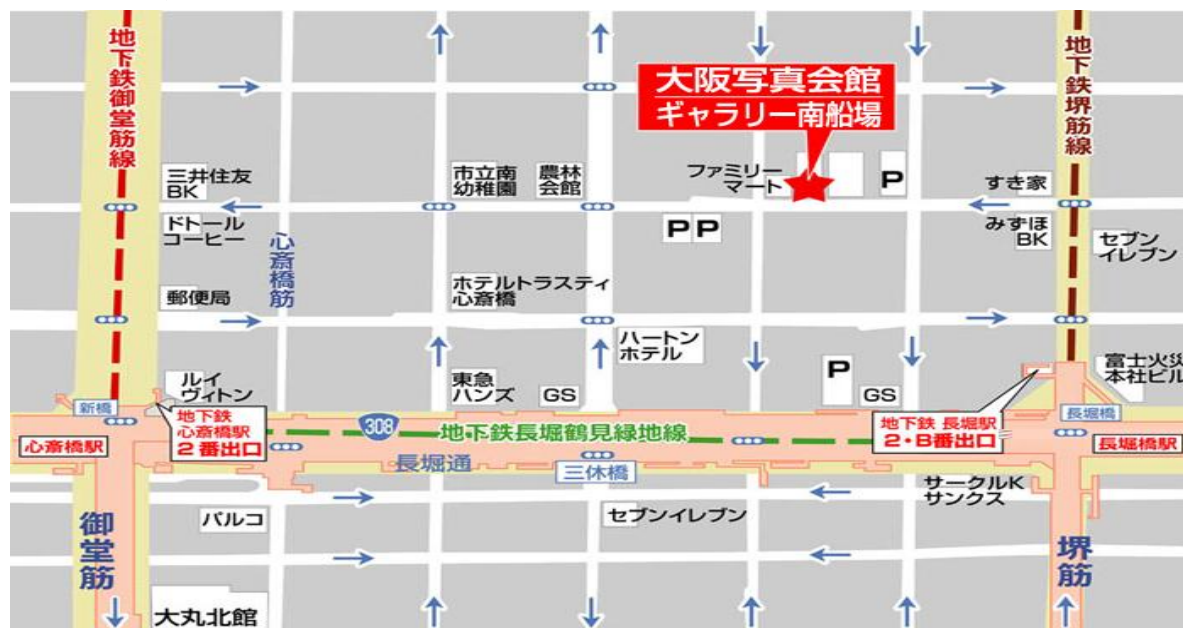 地下鉄御堂筋線
大阪写真会館
ギャラリー南船場
地下鉄堺筋線
三井住友
BK
市立南
幼稚園
農林
会館
ファミリー
マート
P
すき家
ドトール
コーヒー
心斎橋筋
P P
みずほ
BK
セブン
イレブン
郵便局
ホテルトラスティ
心斎橋
ハートン
ホテル
ルイ
ヴィトン
東急
ハンズ
GS
P
GS
富士火災
本社ビル
新橋
地下鉄
心斎橋駅
2番出口
308
地下鉄長堀鶴見緑地線
地下鉄 長堀駅
2・B番出口
長堀橋
心斎橋駅
長堀橋駅
長堀通
三休橋
サークルK
サンクス
パルコ
セブンイレブン
御堂筋
堺筋
大丸北館